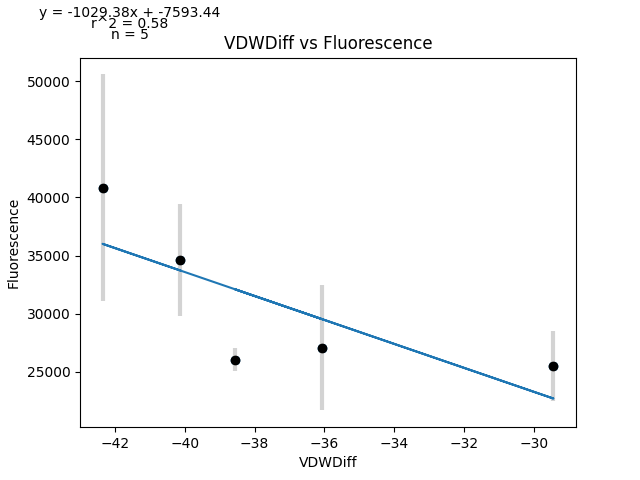 y = -1029.38x + -7593.44
r^2 = 0.58
n = 5
VDWDiff vs Fluorescence
50000
45000
40000
35000
30000
25000
Fluorescence
−42
−40
−38
−36
−34
−32
−30
VDWDiff